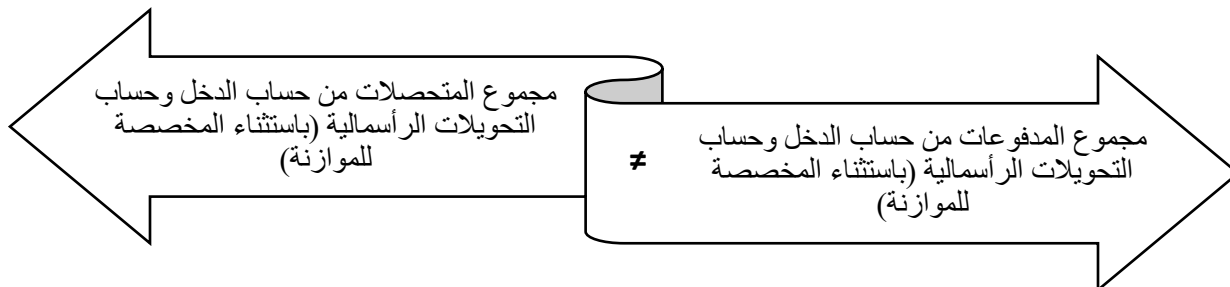 مجموع المدفوعات من حساب الدخل وحساب
التحويلات الرأسمالية (باستثناء المخصصة
للموازنة)
≠
مجموع المتحصلات من حساب الدخل وحساب
التحويلات الرأسمالية (باستثناء المخصصة
للموازنة)